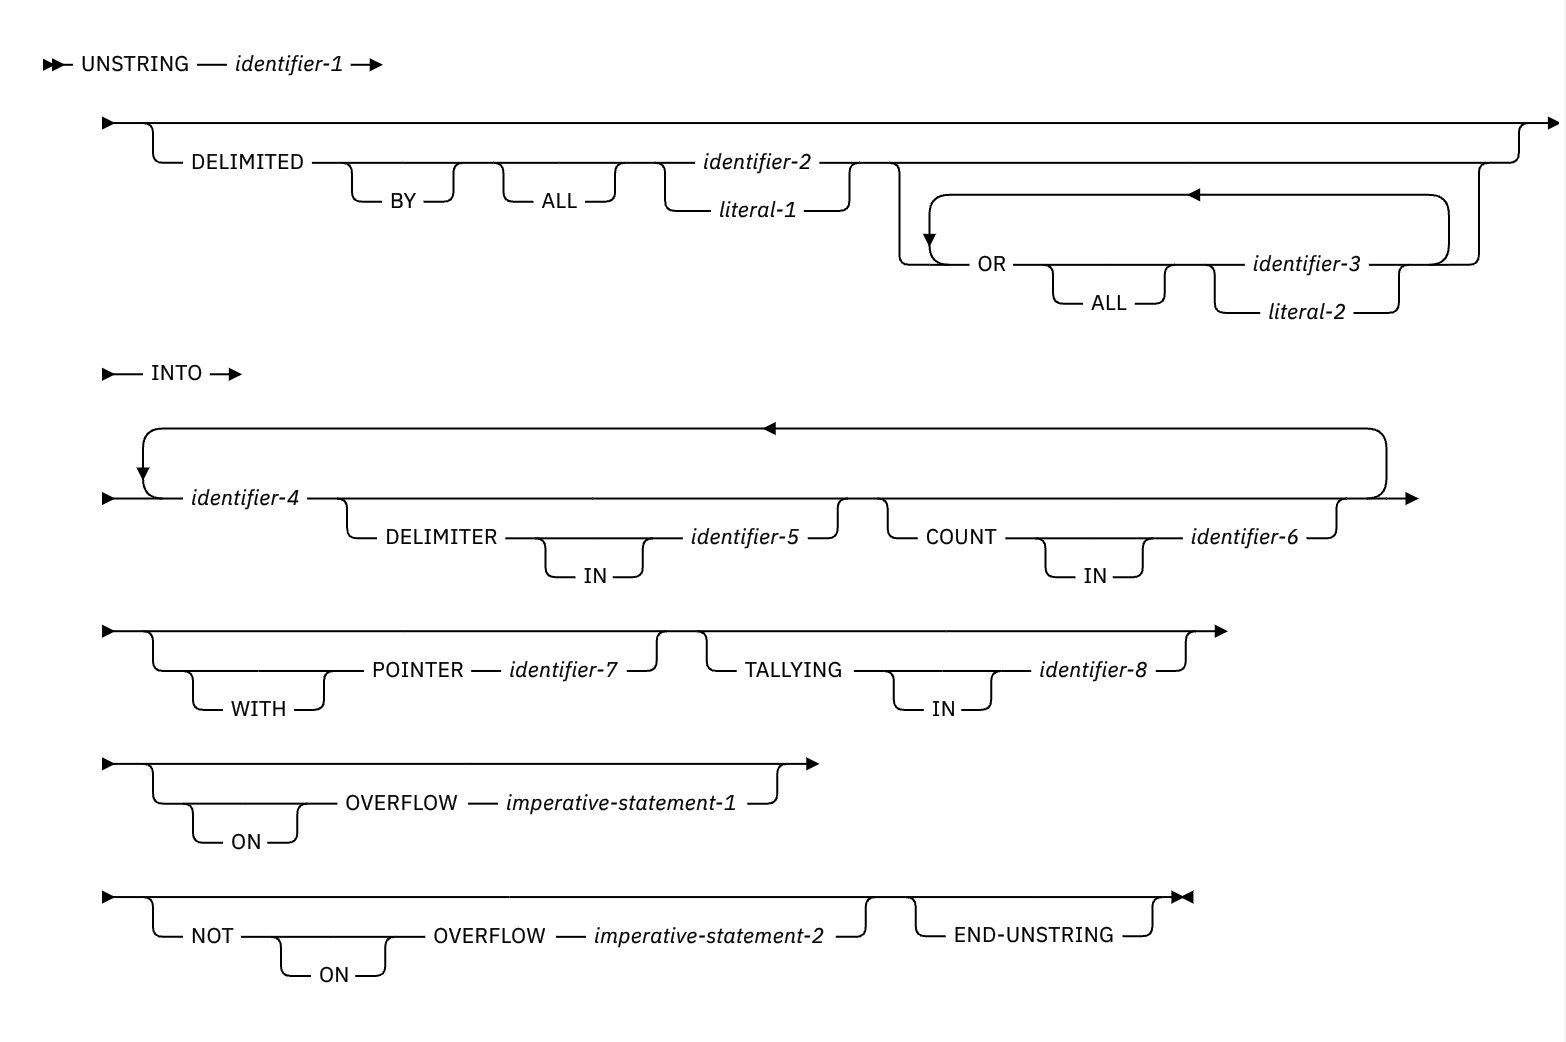 UNSTRING identifier-1
DELIMITED identifier-2
BY ALL literal-1
OR identifier-3
ALL literal-2
INTO
identifier-4
DELIMITER identifier-5 COUNT identifier-6
IN IN
POINTER identifier-7 TALLYING identifier-8
WITH IN
OVERFLOW imperative-statement-1
ON
NOT OVERFLOW imperative-statement-2 END-UNSTRING
ON